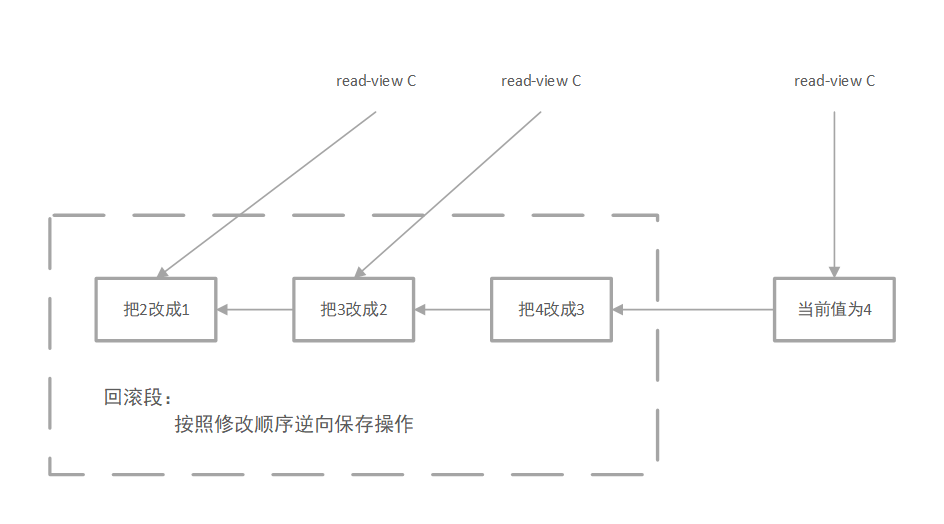 read-view C
read-view C
read-view C
把2改成1
把3改成2
把4改成3
当前值为4
回滚段：
按照修改顺序逆向保存操作